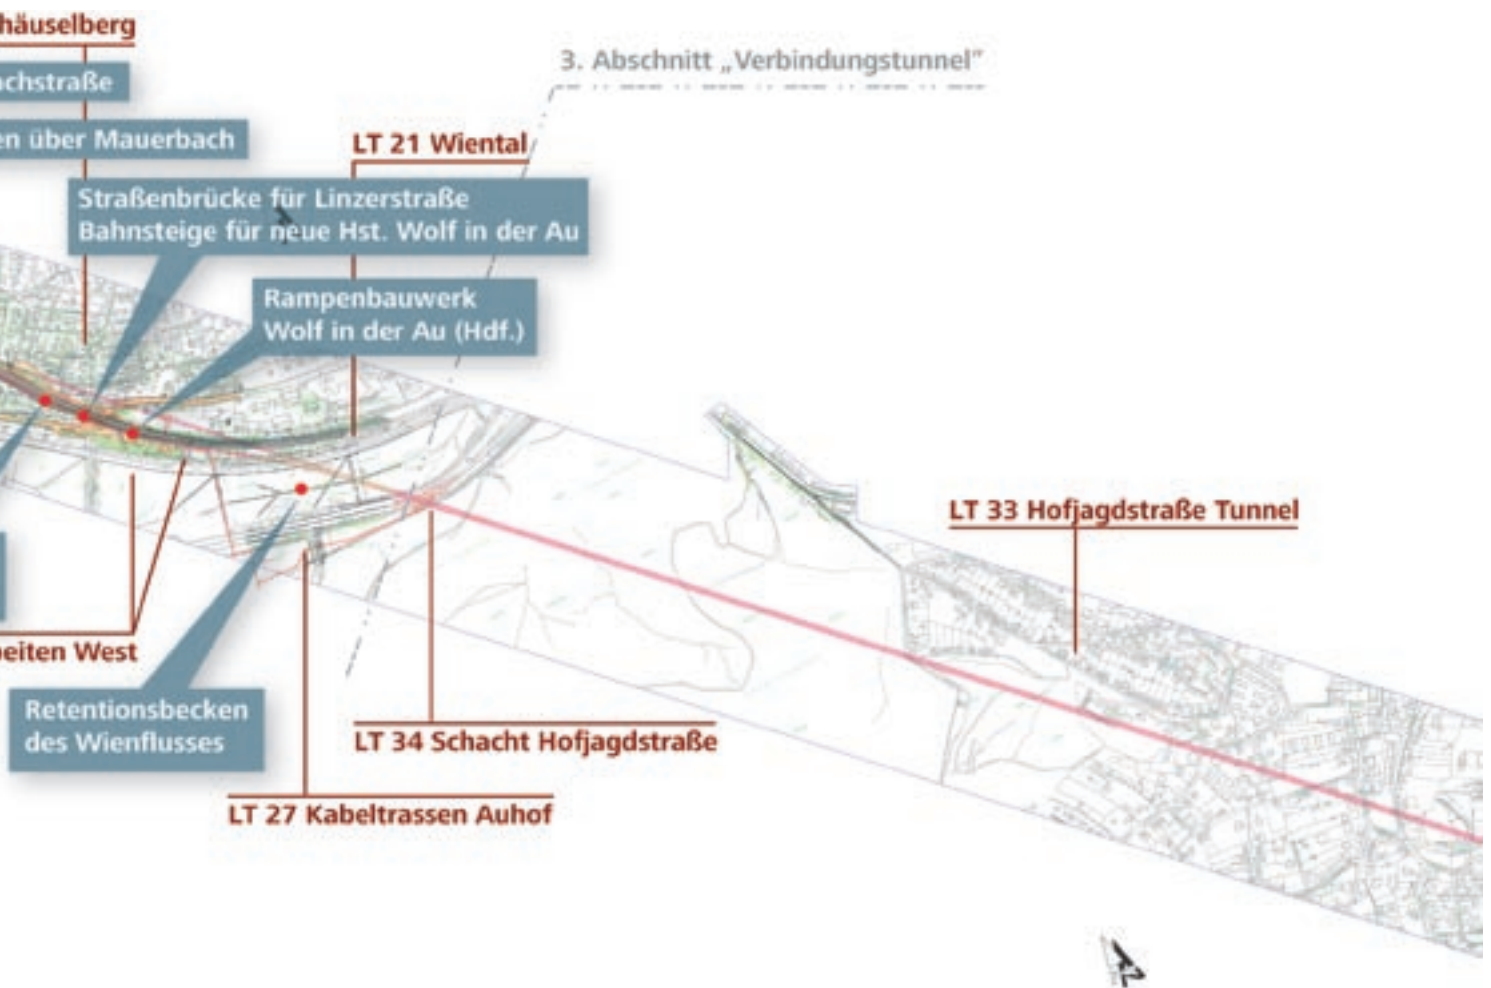 häuselberg
3. Abschnitt „Verbindungstunnel"
achstraße
en über Mauerbach
LT 21 Wiental
Straßenbrücke für Linzerstraße
Bahnsteige für neue Hst. Wolf in der Au
Rampenbauwerk
Wolf in der Au (Hdf.)
LT 33 Hofjagdstraße Tunnel
beiten West
Retentionsbecken
des Wienflusses
LT 34 Schacht Hofjagdstraße
LT 27 Kabeltrassen Auhof